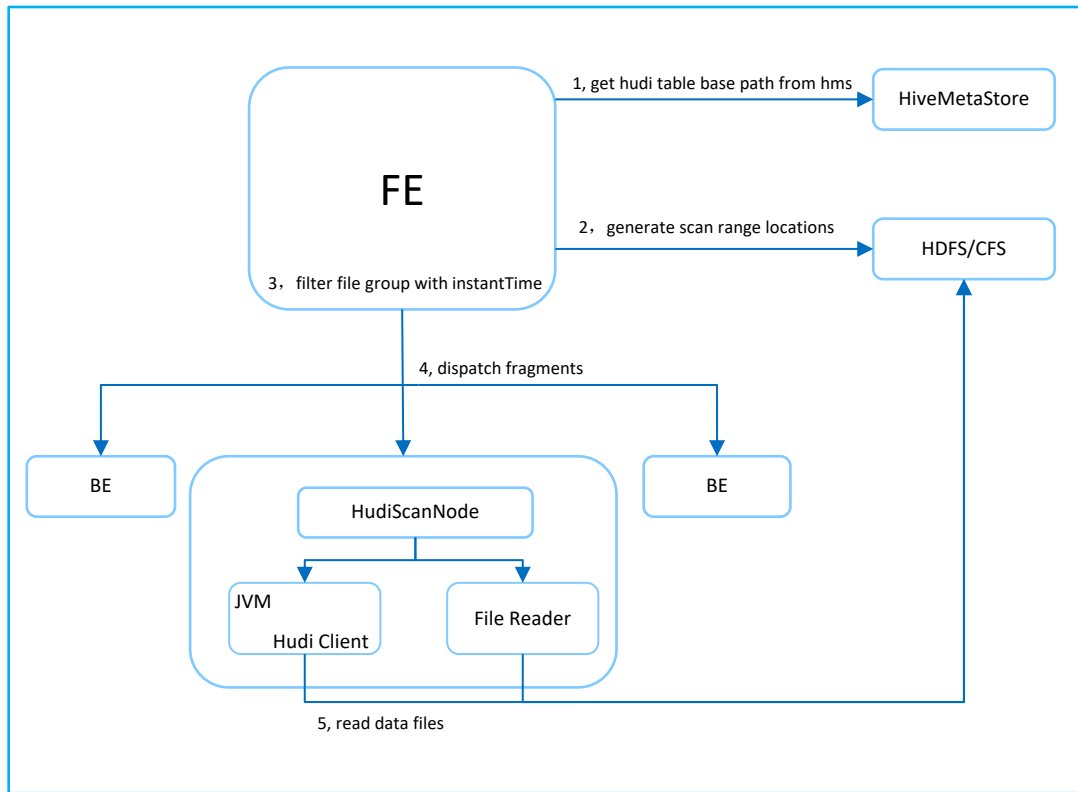 1, get hudi table base path from hms
HiveMetaStore
FE
2，generate scan range locations
HDFS/CFS
3，filter file group with instantTime
4, dispatch fragments
BE
BE
HudiScanNode
JVM
Hudi Client
File Reader
5, read data files